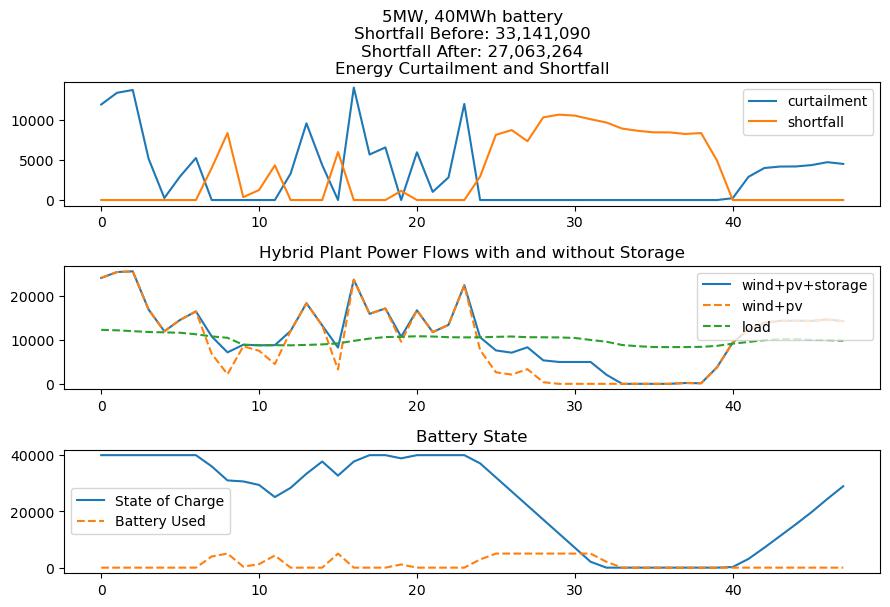 5MW, 40MWh battery
Shortfall Before: 33,141,090
Shortfall After: 27,063,264
Energy Curtailment and Shortfall
curtailment
shortfall
10000
5000
0
0 10 20 30 40
Hybrid Plant Power Flows with and without Storage
wind+pv+storage
wind+pv
load
20000
10000
0
0 10 20 30 40
Battery State
State of Charge
Battery Used
40000
20000
0
0 10 20 30 40